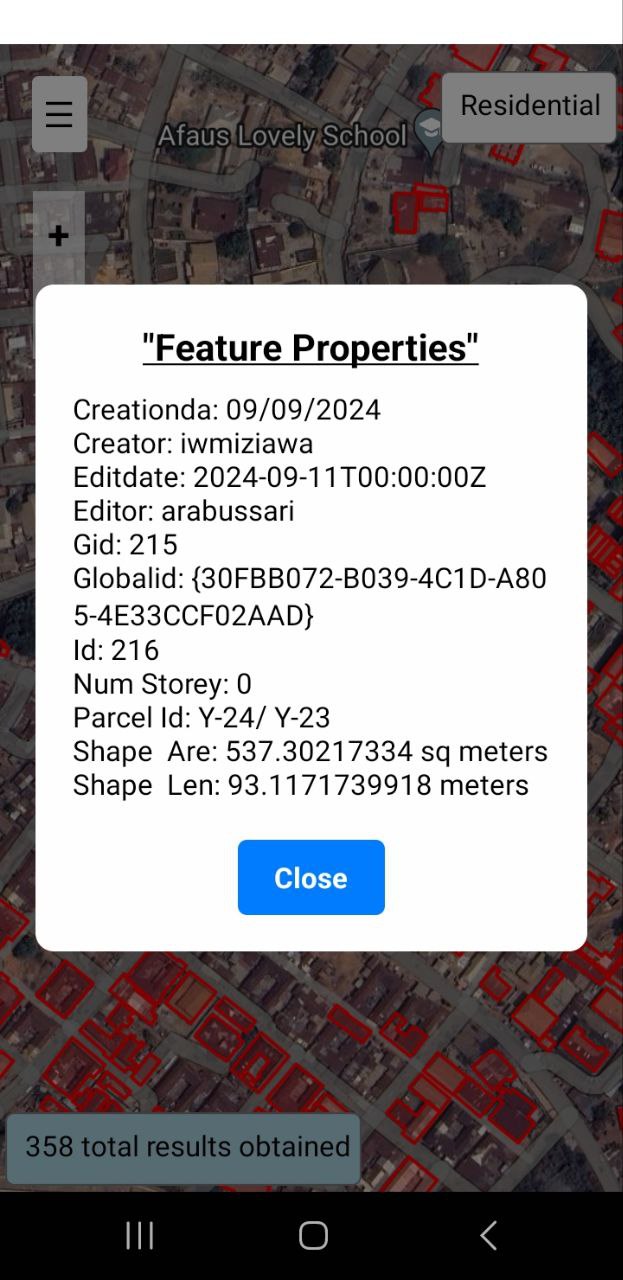 Residential
Afaus Lovely School
+
"Feature Properties"
Creationda: 09/09/2024
Creator: iwmiziawa
Editdate: 2024-09-11T00:00:00Z
Editor: arabussari
Gid: 215
Globalid: {30FBB072-B039-4C1D-A80
5-4E33CCF02AAD}
Id: 216
Num Storey: 0
Parcel Id: Y-24/ Y-23
Shape  Are: 537.30217334 sq meters
Shape  Len: 93.1171739918 meters
Close
358 total results obtained